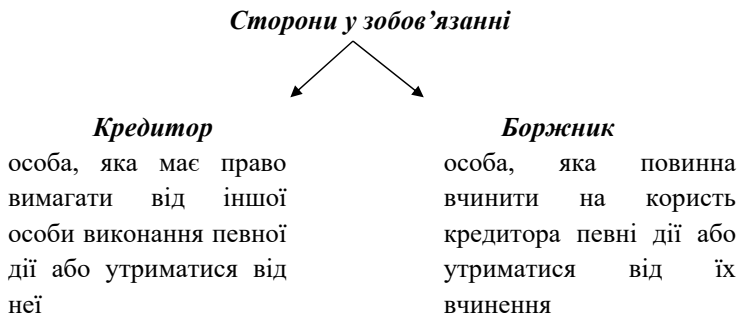 Сторони у зобов’язанні
Кредитор
особа, яка має право
вимагати від іншої
особи виконання певної
дії або утриматися від
неї
Боржник
особа, яка повинна
вчинити на користь
кредитора певні дії або
утриматися від їх
вчинення